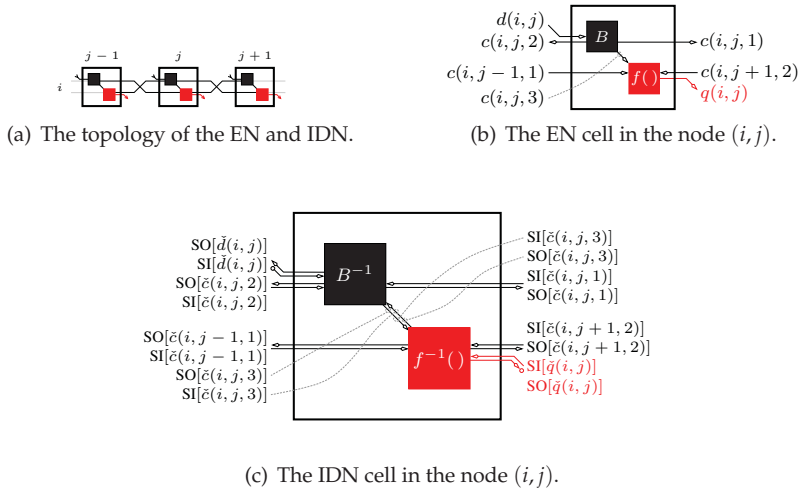 j − 1 j j + 1
i
(a) The topology of the EN and IDN.
d(i, j)
c(i, j, 2)
B
c(i, j, 1)
c(i, j − 1, 1)
f()
c(i, j + 1, 2)
c(i, j, 3)
q(i, j)
(b) The EN cell in the node (i, j).
SO[ď(i, j)]
SI[ď(i, j)]
SO[č(i, j, 2)]
SI[č(i, j, 2)]
SO[č(i, j − 1, 1)]
SI[č(i, j − 1, 1)]
SO[č(i, j, 3)]
SI[č(i, j, 3)]
B⁻¹
f⁻¹()
SI[č(i, j, 3)]
SO[č(i, j, 3)]
SI[č(i, j, 1)]
SO[č(i, j, 1)]
SI[č(i, j + 1, 2)]
SO[č(i, j + 1, 2)]
SI[q̌(i, j)]
SO[q̌(i, j)]
(c) The IDN cell in the node (i, j).